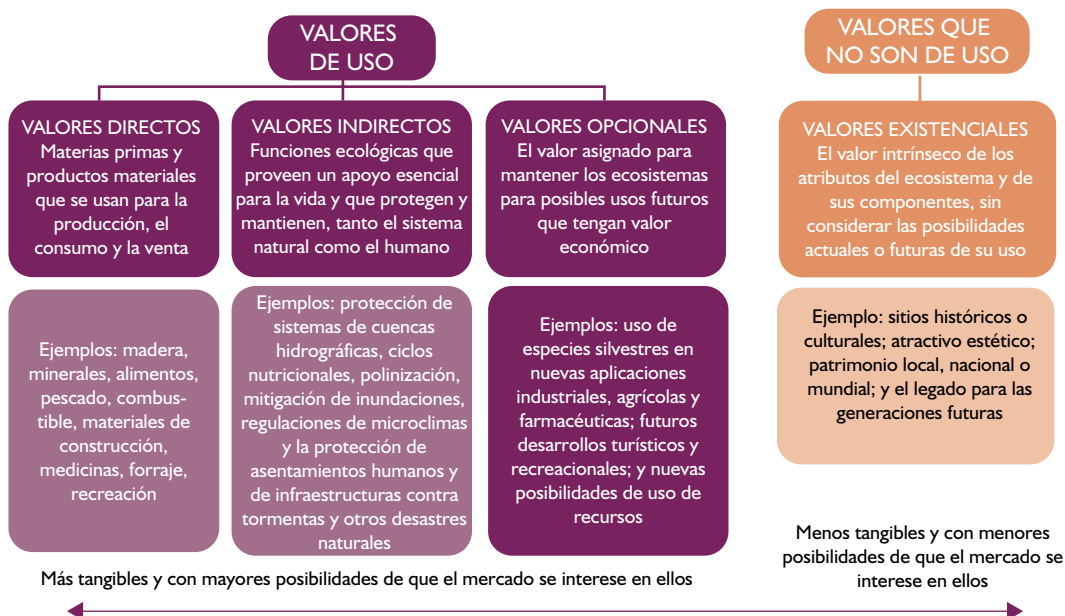 VALORES
DE USO
VALORES QUE
NO SON DE USO
VALORES DIRECTOS
Materias primas y
productos materiales
que se usan para la
producción, el
consumo y la venta
VALORES INDIRECTOS
Funciones ecológicas que
proveen un apoyo esencial
para la vida y que protegen y
mantienen, tanto el sistema
natural como el humano
VALORES OPCIONALES
El valor asignado para
mantener los ecosistemas
para posibles usos futuros
que tengan valor
económico
VALORES EXISTENCIALES
El valor intrínseco de los
atributos del ecosistema y de
sus componentes, sin
considerar las posibilidades
actuales o futuras de su uso
Ejemplos: madera,
minerales, alimentos,
pescado, combus-
tible, materiales de
construcción,
medicinas, forraje,
recreación
Ejemplos: protección de
sistemas de cuencas
hidrográficas, ciclos
nutricionales, polinización,
mitigación de inundaciones,
regulaciones de microclimas
y la protección de
asentamientos humanos y
de infraestructuras contra
tormentas y otros desastres
naturales
Ejemplos: uso de
especies silvestres en
nuevas aplicaciones
industriales, agrícolas y
farmacéuticas; futuros
desarrollos turísticos y
recreacionales; y nuevas
posibilidades de uso de
recursos
Ejemplo: sitios históricos o
culturales; atractivo estético;
patrimonio local, nacional o
mundial; y el legado para las
generaciones futuras
Más tangibles y con mayores posibilidades de que el mercado se interese en ellos
Menos tangibles y con menores
posibilidades de que el mercado se
interese en ellos